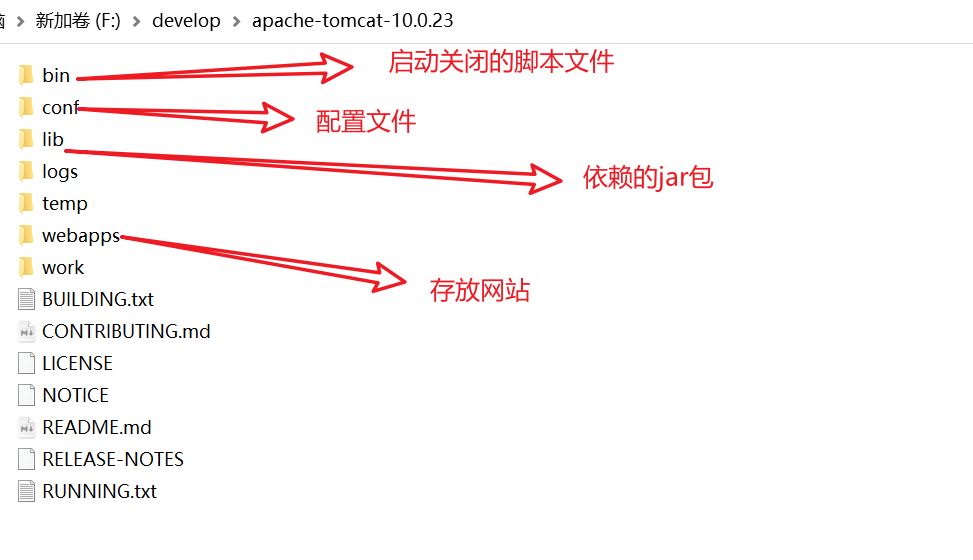 新加卷 (F:) > develop > apache-tomcat-10.0.23
bin
启动关闭的脚本文件
conf
配置文件
lib
依赖的jar包
logs
temp
webapps
存放网站
work
BUILDING.txt
CONTRIBUTING.md
LICENSE
NOTICE
README.md
RELEASE-NOTES
RUNNING.txt